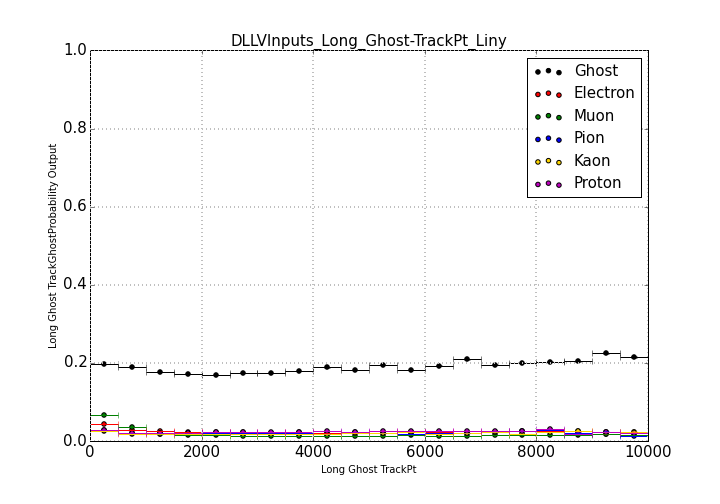 DLLVInputs_Long_Ghost-TrackPt_Liny
1.0
0.8
0.6
0.4
0.2
0.0
Long Ghost TrackGhostProbability Output
Ghost
Electron
Muon
Pion
Kaon
Proton
0
2000
4000
6000
8000
10000
Long Ghost TrackPt